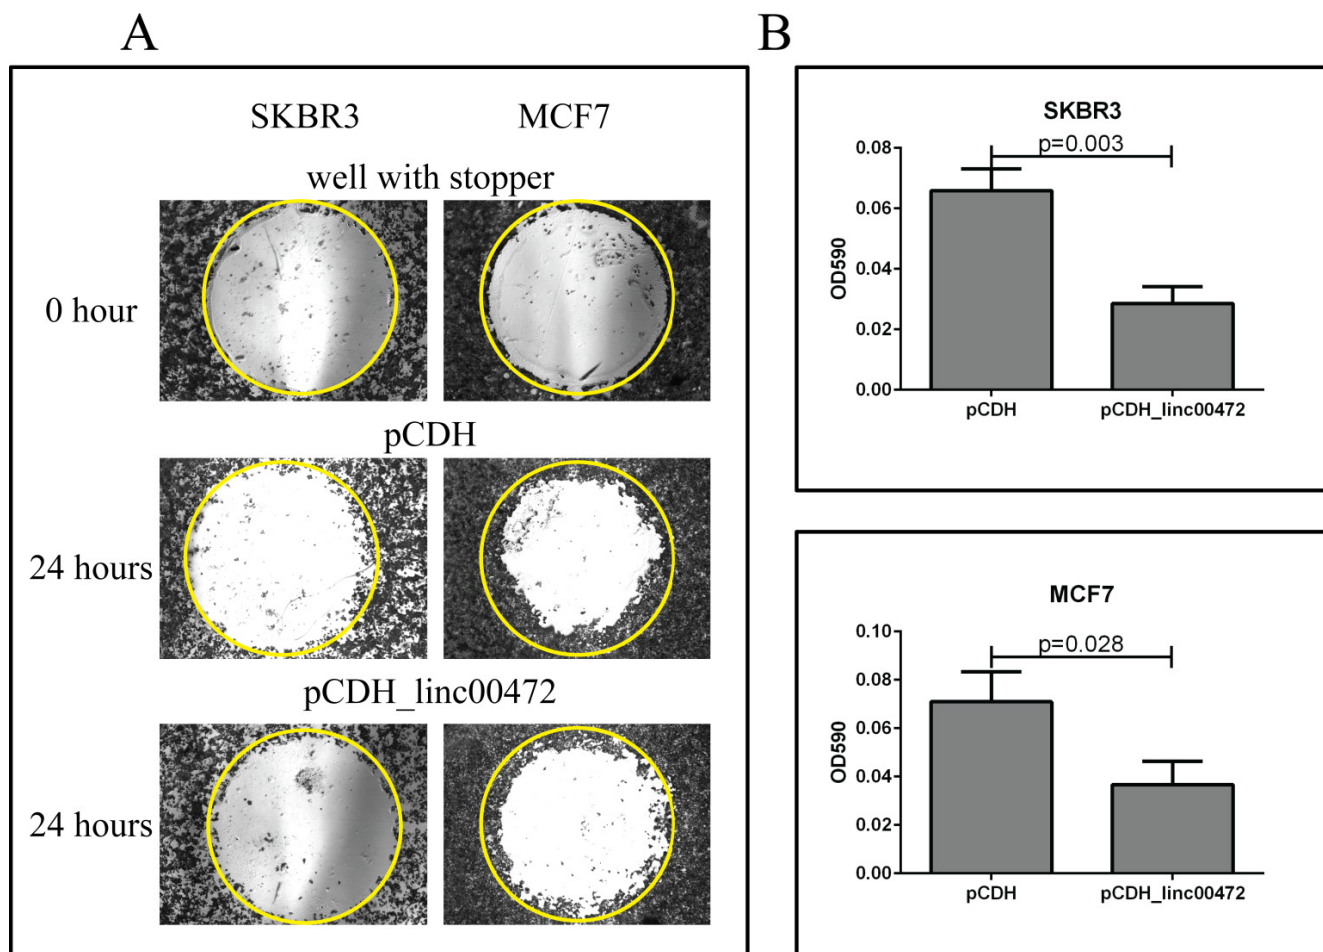 A
SKBR3 MCF7
well with stopper
0 hour
pCDH
24 hours
pCDH_linc00472
24 hours
B
SKBR3
p=0.003
0.08
0.06
0.04
0.02
0.00
OD590
pCDH pCDH_linc00472
MCF7
p=0.028
0.10
0.08
0.06
0.04
0.02
0.00
OD590
pCDH pCDH_linc00472